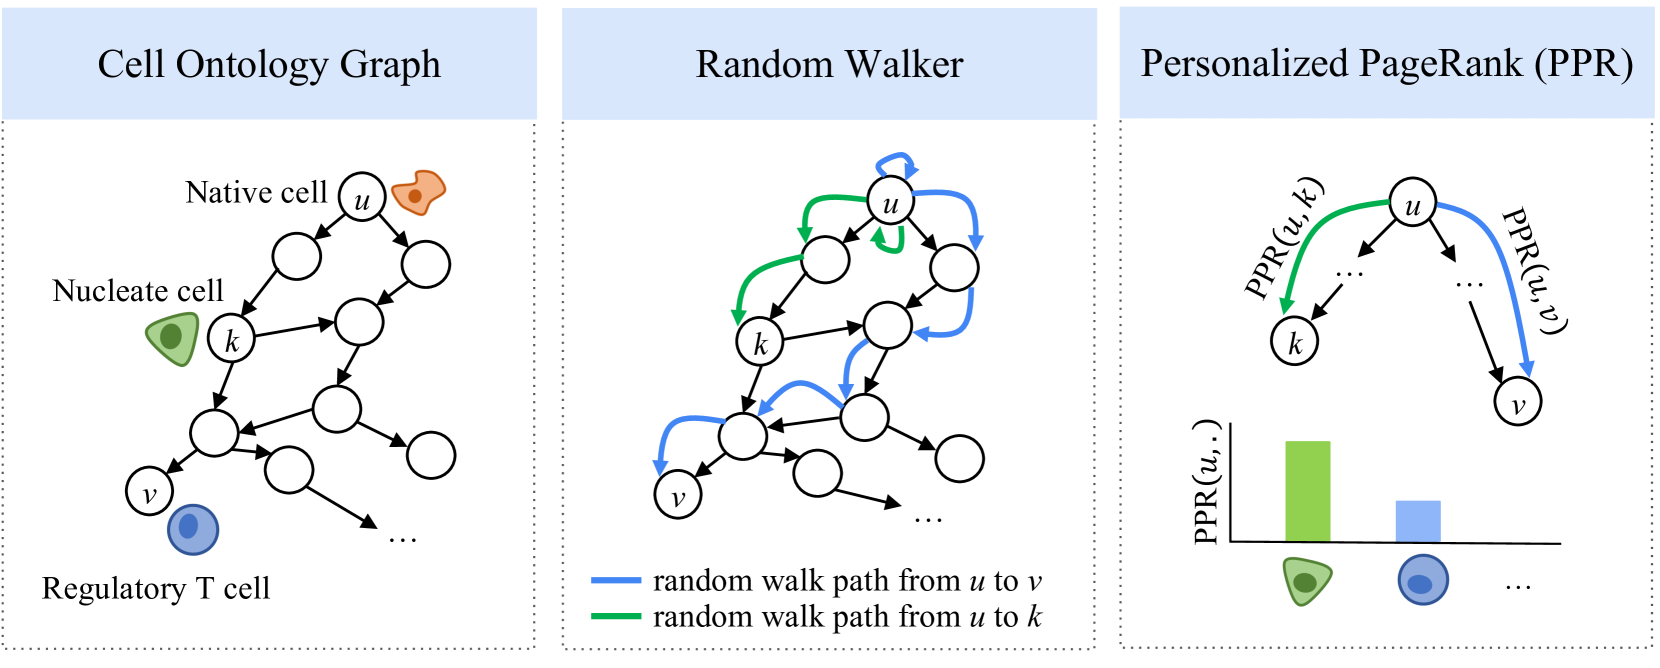 Cell Ontology Graph
Native cell
u
Nucleate cell
k
v
...
Regulatory T cell
Random Walker
u
k
v
...
random walk path from u to v
random walk path from u to k
Personalized PageRank (PPR)
u
PPR(u,k)
PPR(u,v)
...
...
k
v
PPR(u,.)
...